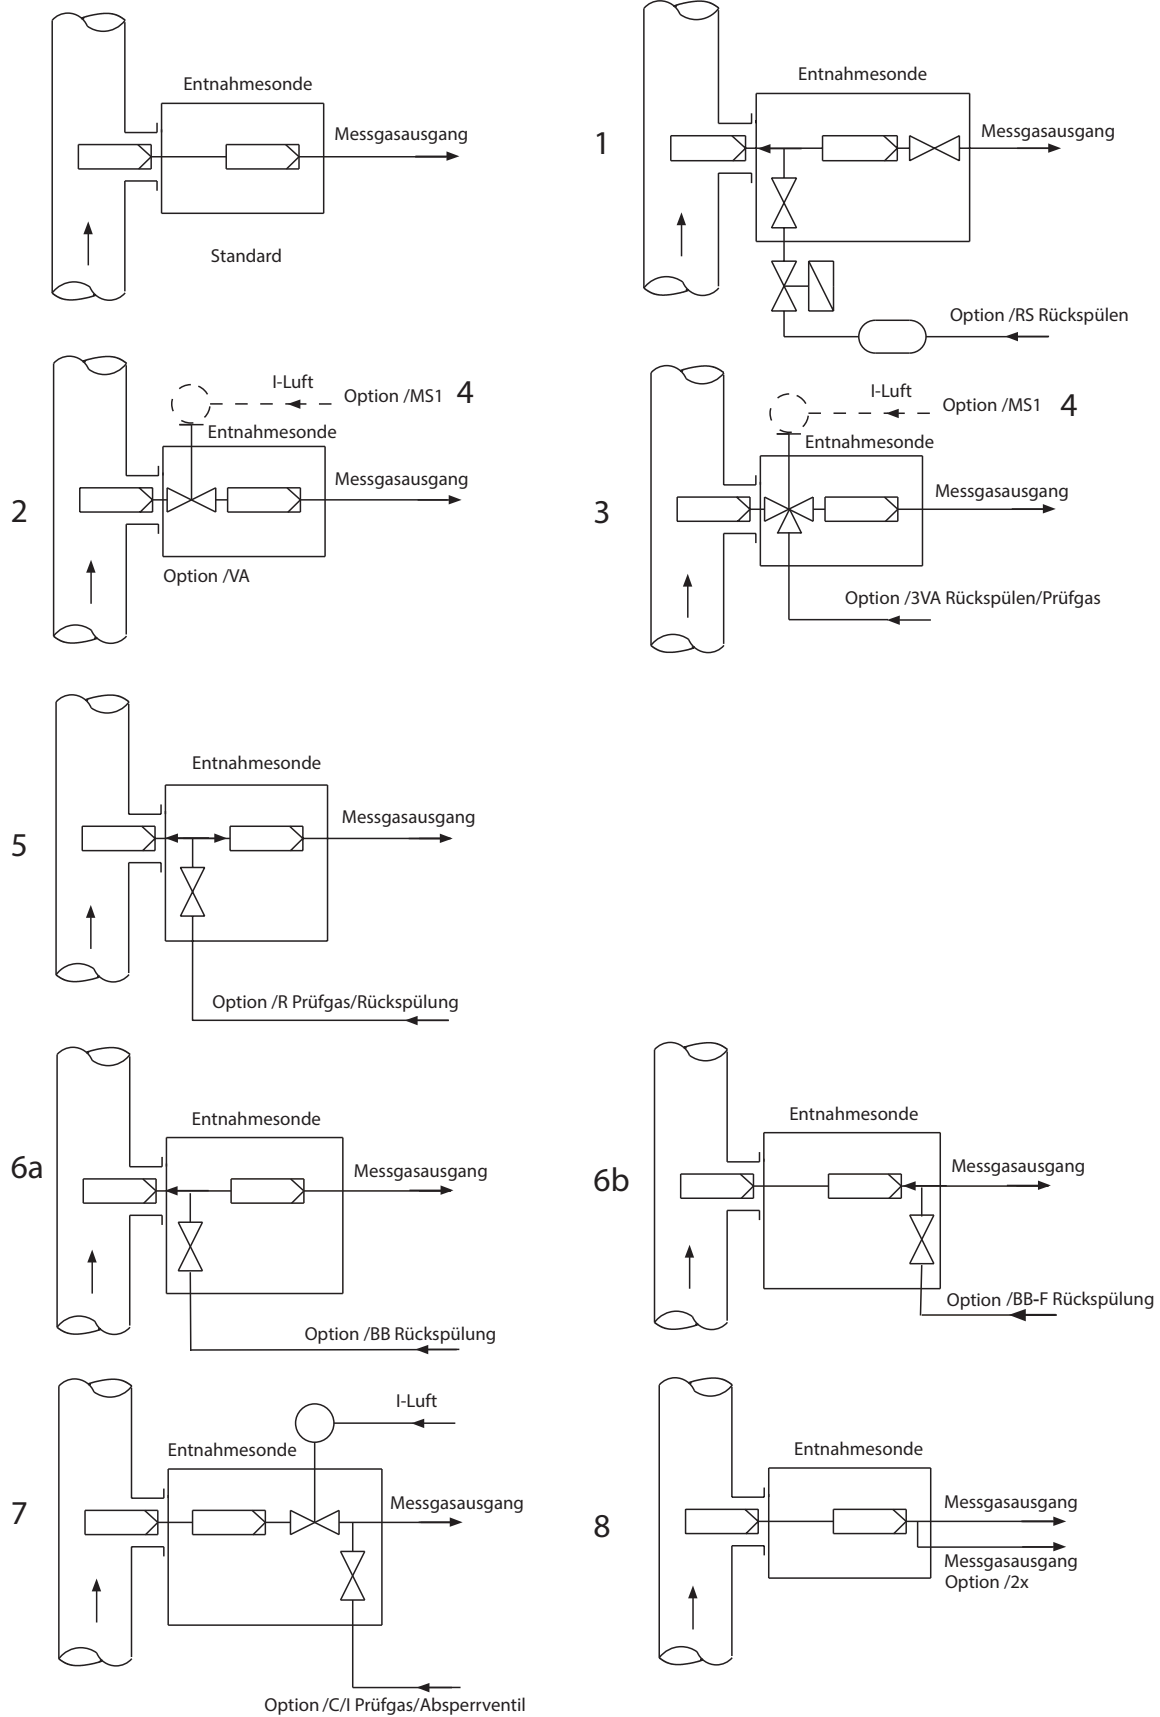 Entnahmesonde
Messgasausgang
Standard
1
Entnahmesonde
Messgasausgang
Option /RS Rückspülen
2
I-Luft
Option /MS1 4
Entnahmesonde
Messgasausgang
Option /VA
3
I-Luft
Option /MS1 4
Entnahmesonde
Messgasausgang
Option /3VA Rückspülen/Prüfgas
5
Entnahmesonde
Messgasausgang
Option /R Prüfgas/Rückspülung
6a
Entnahmesonde
Messgasausgang
Option /BB Rückspülung
6b
Entnahmesonde
Messgasausgang
Option /BB-F Rückspülung
7
I-Luft
Entnahmesonde
Messgasausgang
Option /C/I Prüfgas/Absperrventil
8
Entnahmesonde
Messgasausgang
Messgasausgang
Option /2x